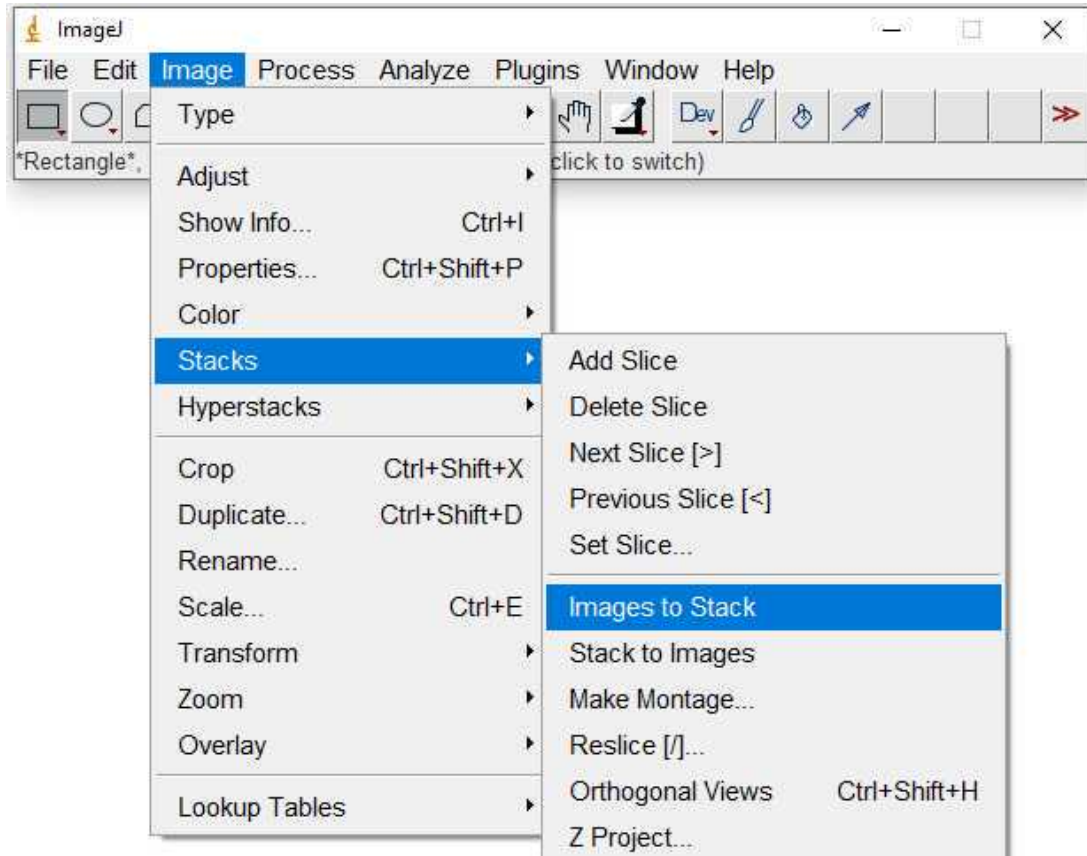 ImageJ
File Edit Image Process Analyze Plugins Window Help
Dev
*Rectangle*,
click to switch)
Type
Adjust
Show Info... Ctrl+I
Properties... Ctrl+Shift+P
Color
Stacks
Hyperstacks
Crop Ctrl+Shift+X
Duplicate... Ctrl+Shift+D
Rename...
Scale... Ctrl+E
Transform
Zoom
Overlay
Lookup Tables
Add Slice
Delete Slice
Next Slice [>]
Previous Slice [<]
Set Slice...
Images to Stack
Stack to Images
Make Montage...
Reslice [/]...
Orthogonal Views Ctrl+Shift+H
Z Project...